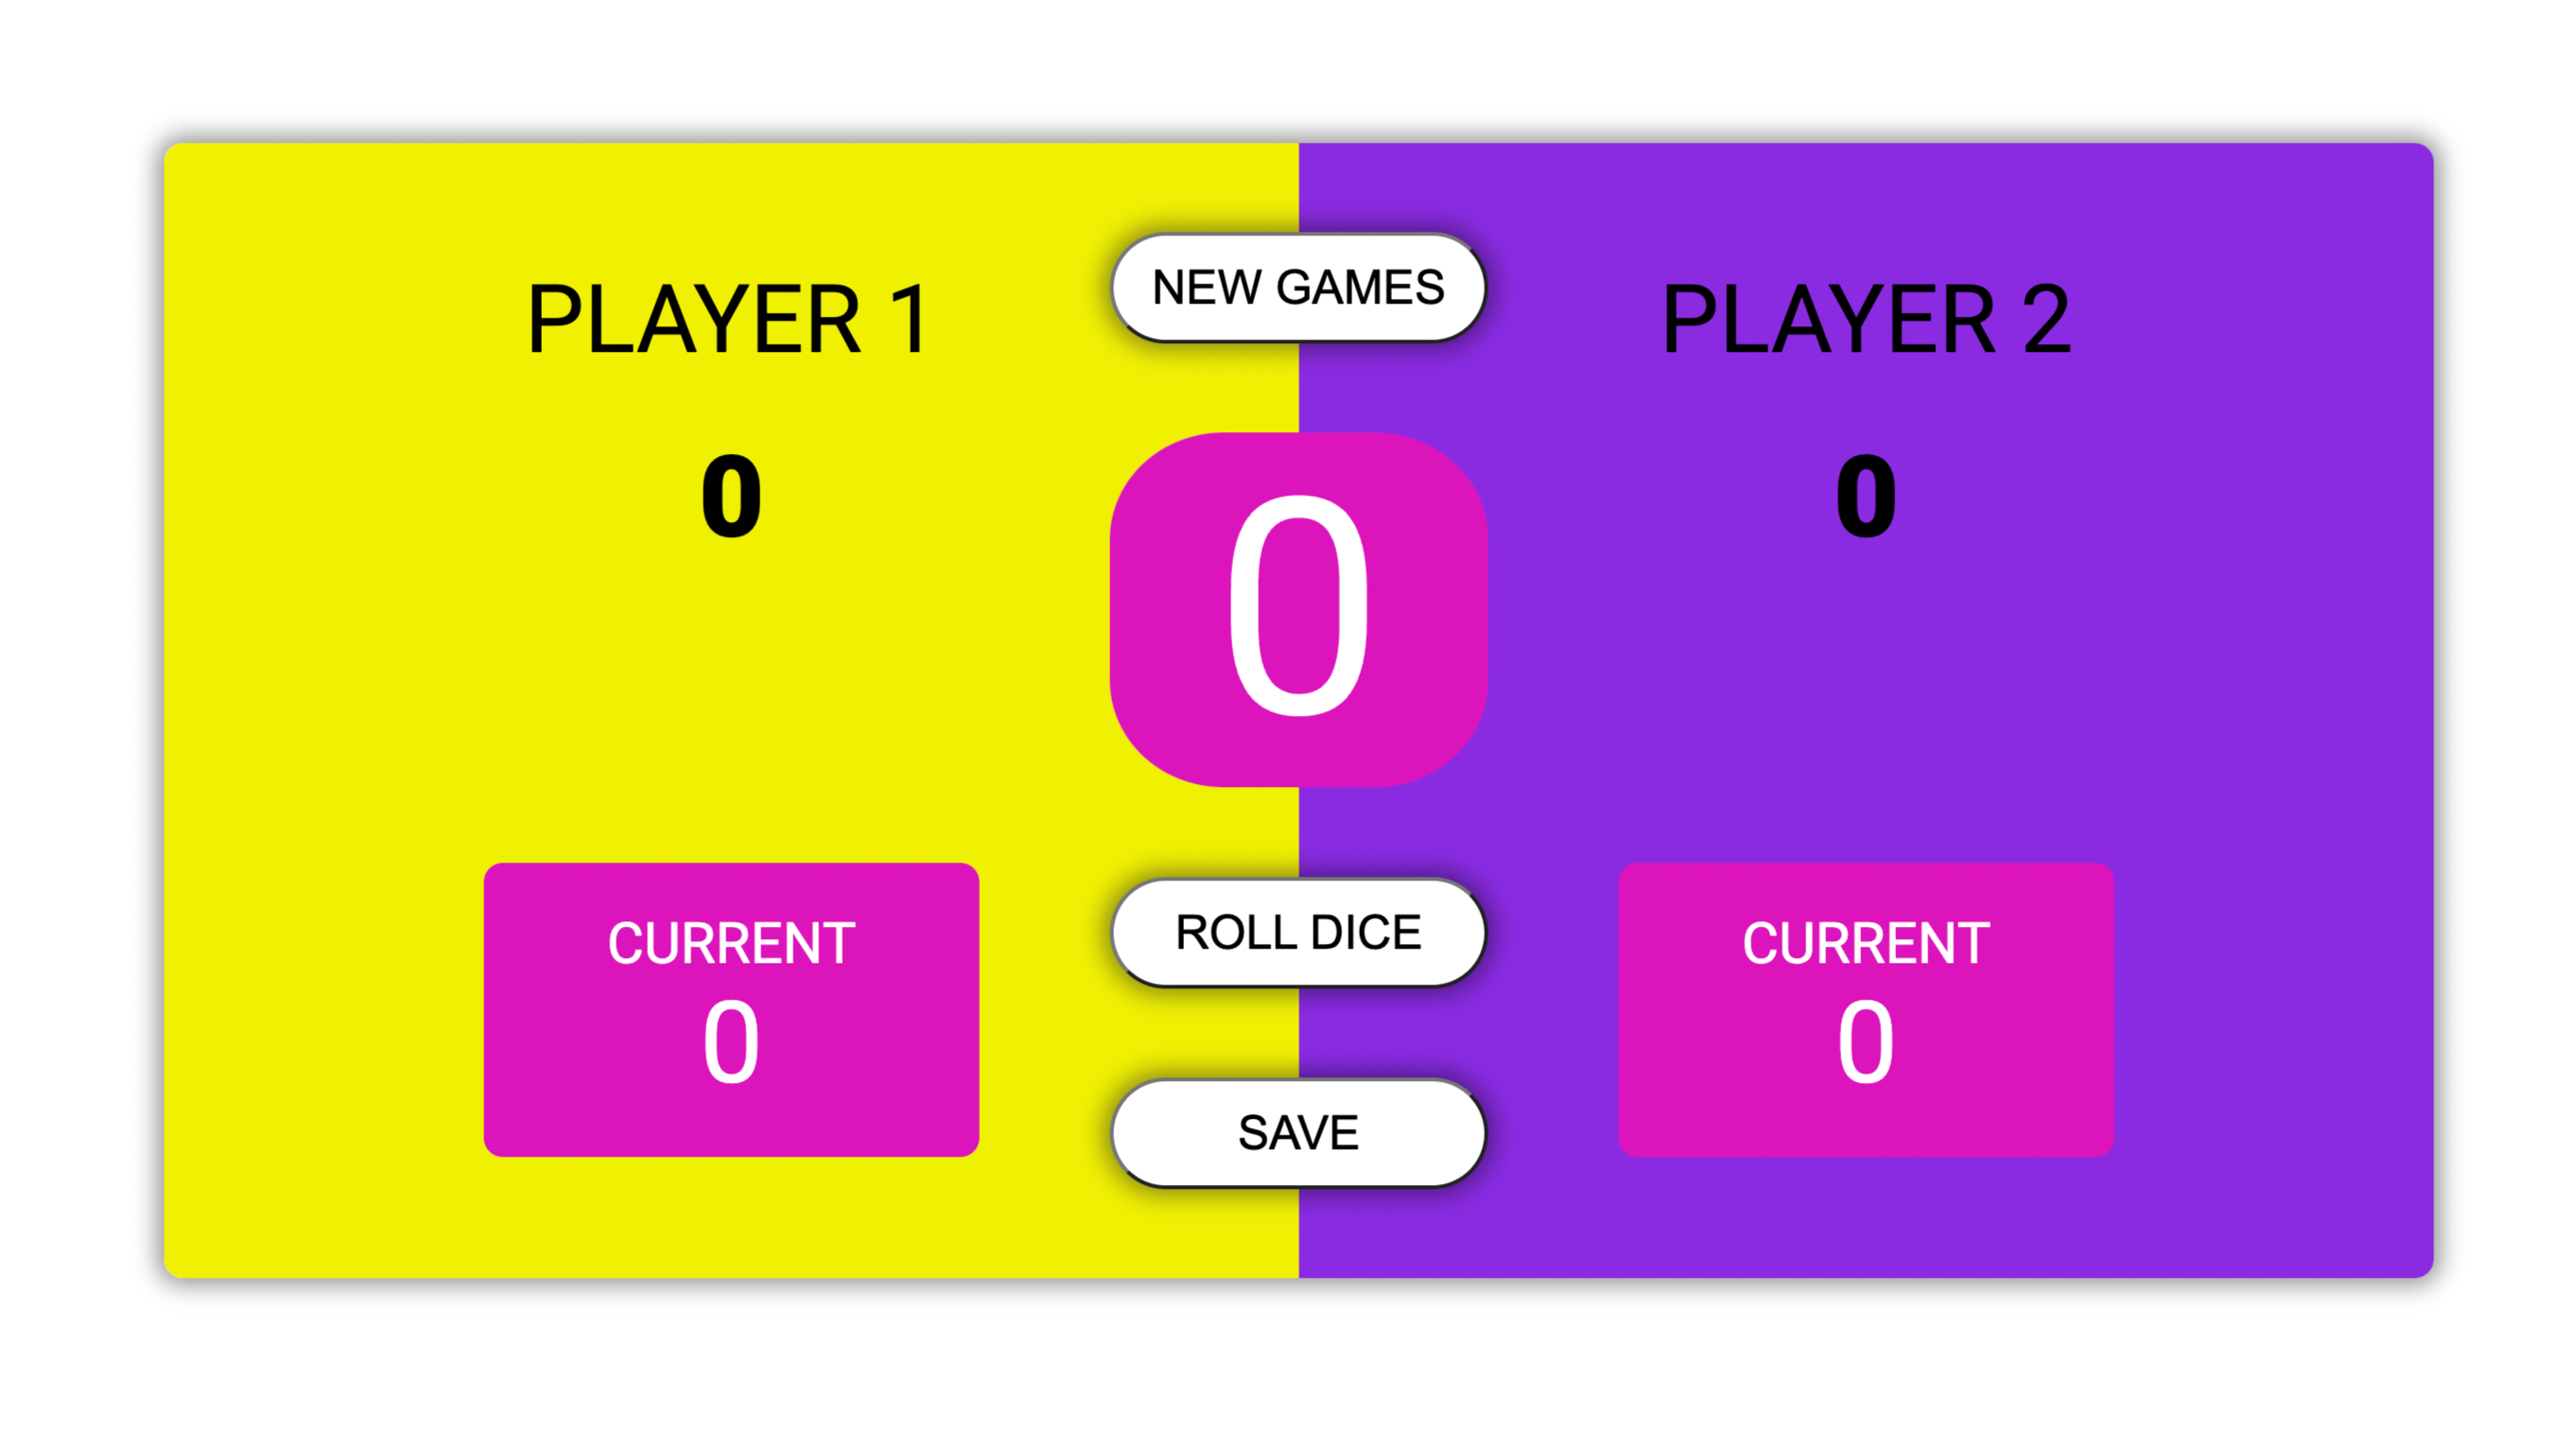 PLAYER 1
0
CURRENT
0
NEW GAMES
0
ROLL DICE
SAVE
PLAYER 2
0
CURRENT
0